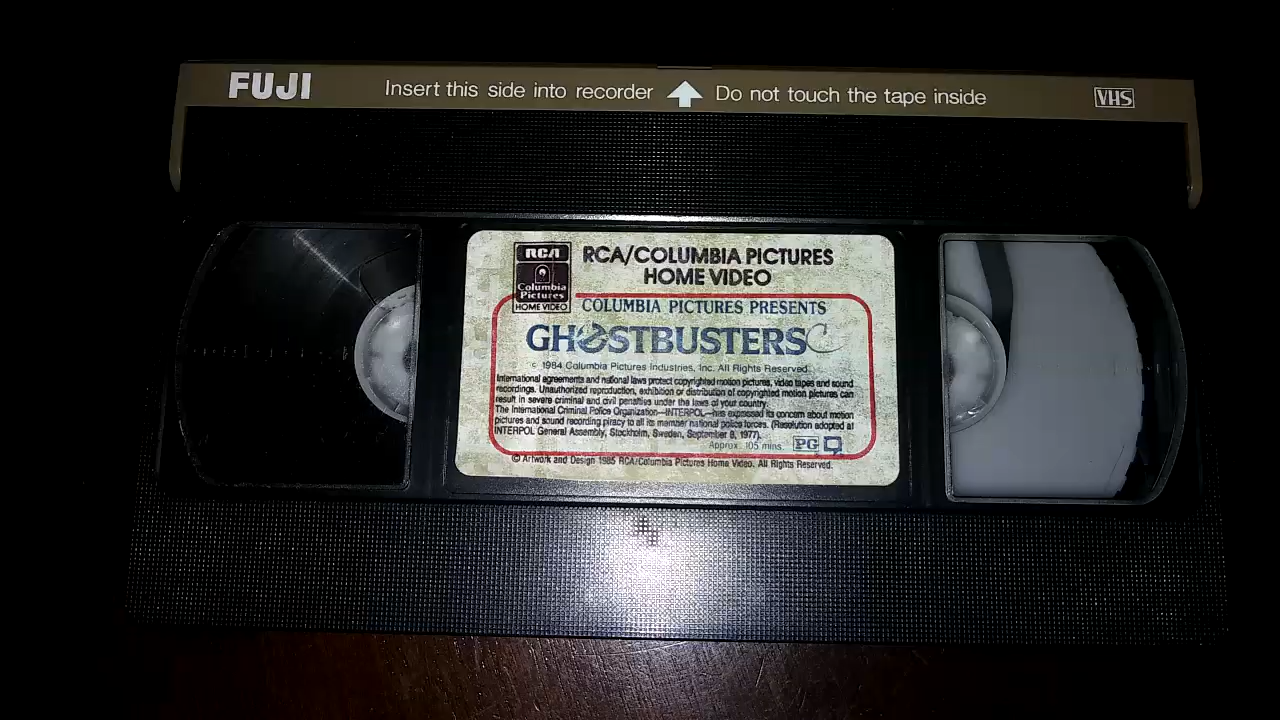 FUJI Insert this side into recorder Do not touch the tape inside VHS
RCA
Columbia
Pictures
HOME VIDEO
RCA/COLUMBIA PICTURES
HOME VIDEO
COLUMBIA PICTURES PRESENTS
GHOSTBUSTERS
© 1984 Columbia Pictures Industries, Inc. All Rights Reserved.
International agreements and national laws protect copyrighted motion pictures, video tapes and sound
recordings. Unauthorized reproduction, exhibition or distribution of copyrighted motion pictures can
result in severe criminal and civil penalties under the laws of your country.
The International Criminal Police Organization—INTERPOL—has expressed its concern about motion
pictures and sound recording piracy to all its member national police forces. (Resolution adopted at
INTERPOL General Assembly, Stockholm, Sweden, September 8, 1977).
Approx. 105 mins. PG
© Artwork and Design 1985 RCA/Columbia Pictures Home Video. All Rights Reserved.